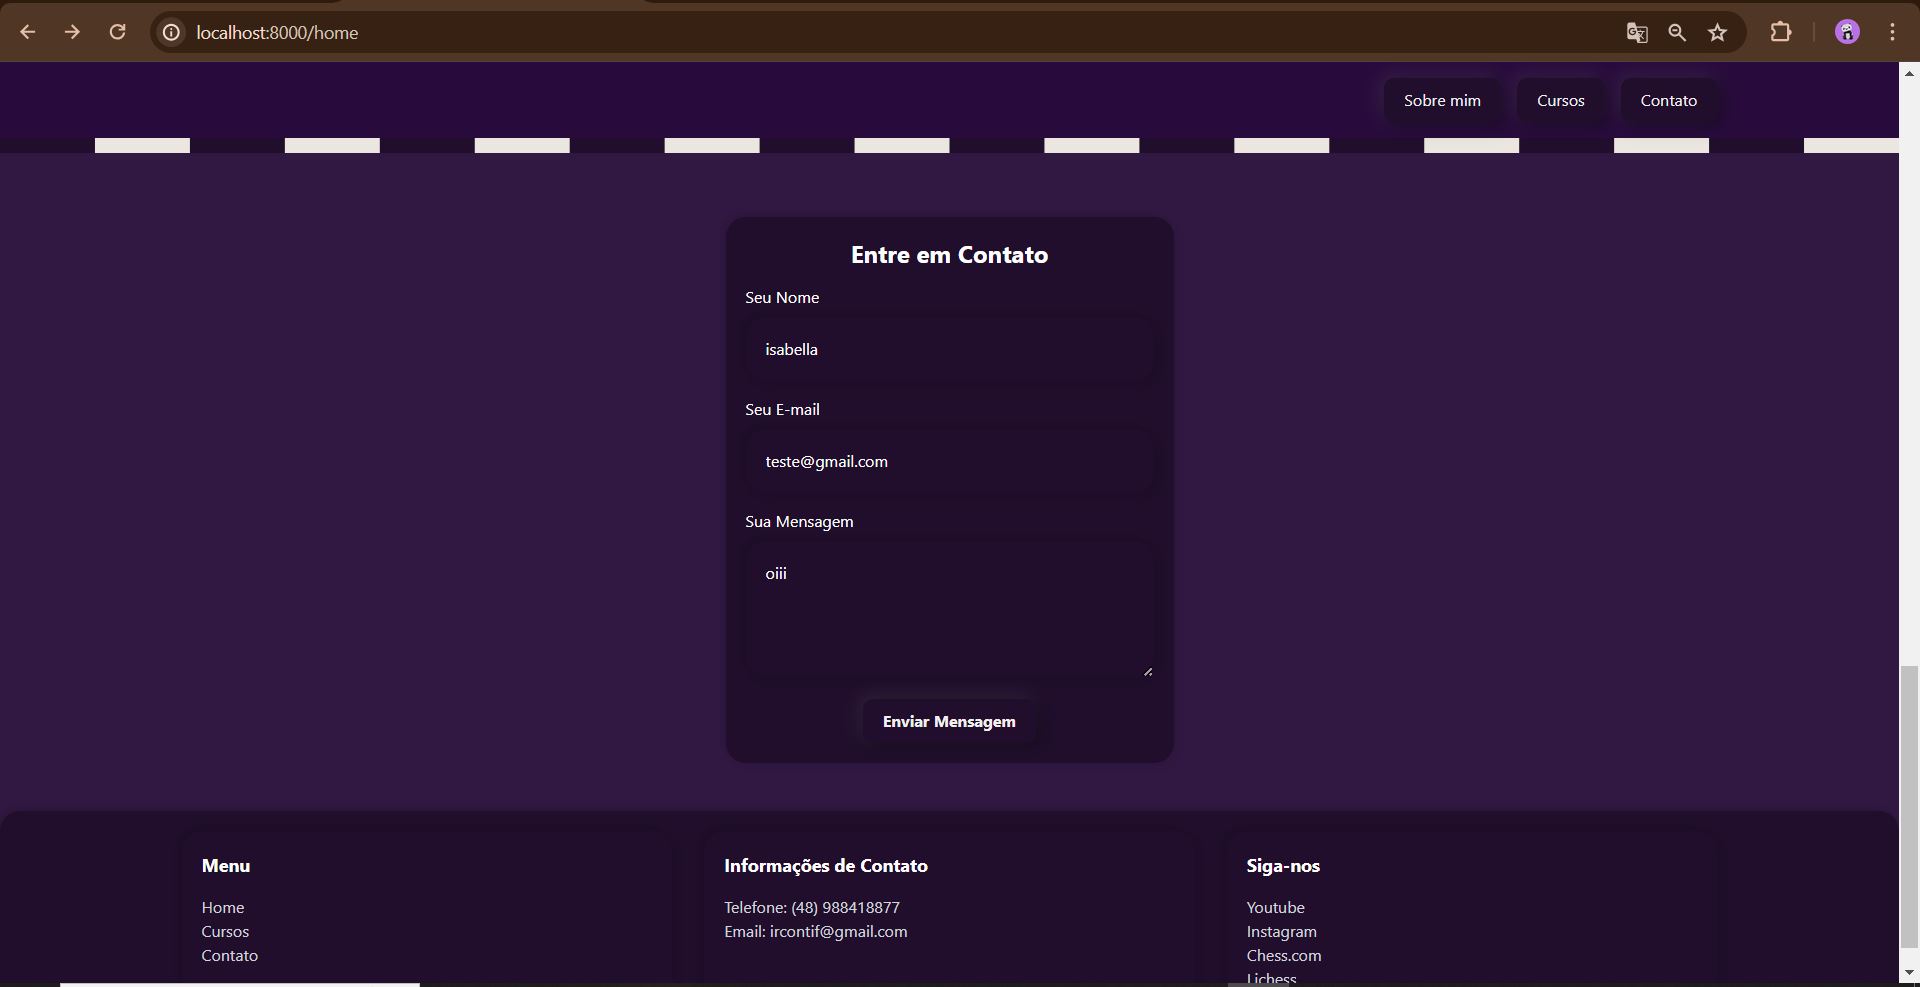 localhost:8000/home
Sobre mim
Cursos
Contato
Entre em Contato
Seu Nome
isabella
Seu E-mail
teste@gmail.com
Sua Mensagem
oiii
Enviar Mensagem
Menu
Home
Cursos
Contato
Informações de Contato
Telefone: (48) 988418877
Email: ircontif@gmail.com
Siga-nos
Youtube
Instagram
Chess.com
Lichess